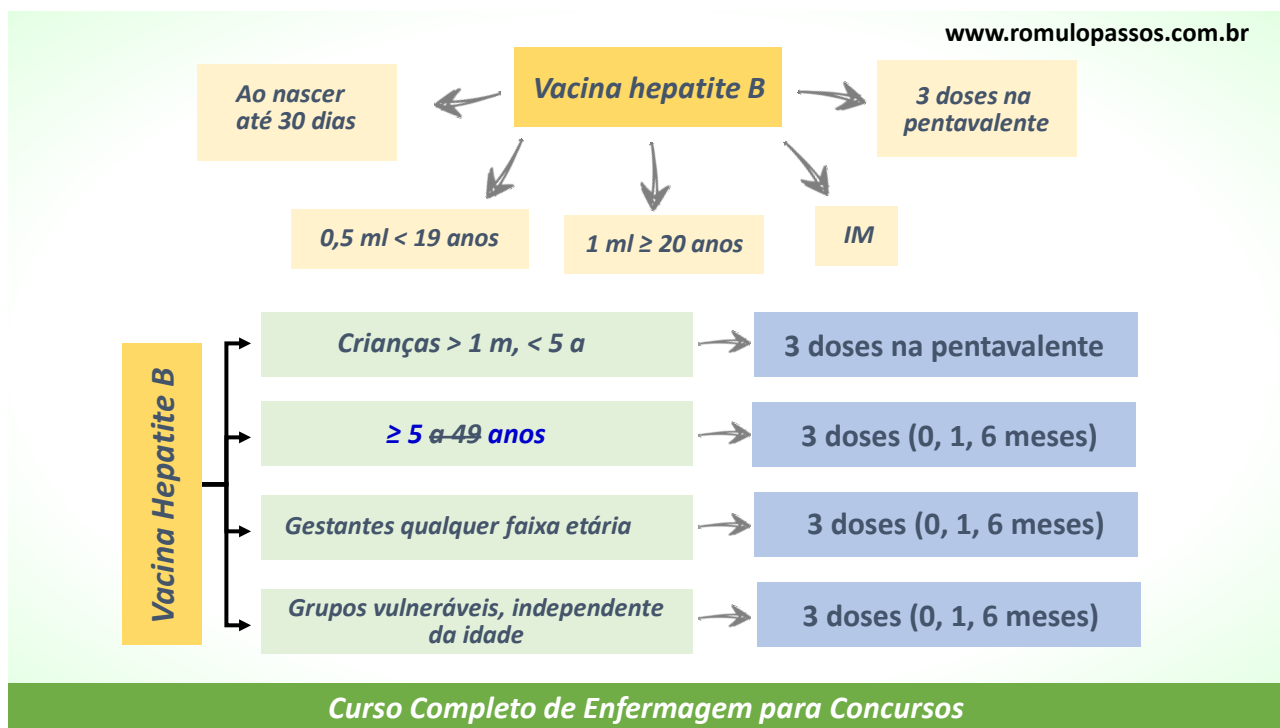 www.romulopassos.com.br
Vacina hepatite B
Ao nascer
até 30 dias
3 doses na
pentavalente
0,5 ml < 19 anos
1 ml ≥ 20 anos
IM
Vacina Hepatite B
Crianças > 1 m, < 5 a
3 doses na pentavalente
≥ 5 a 49 anos
3 doses (0, 1, 6 meses)
Gestantes qualquer faixa etária
3 doses (0, 1, 6 meses)
Grupos vulneráveis, independente
da idade
3 doses (0, 1, 6 meses)
Curso Completo de Enfermagem para Concursos